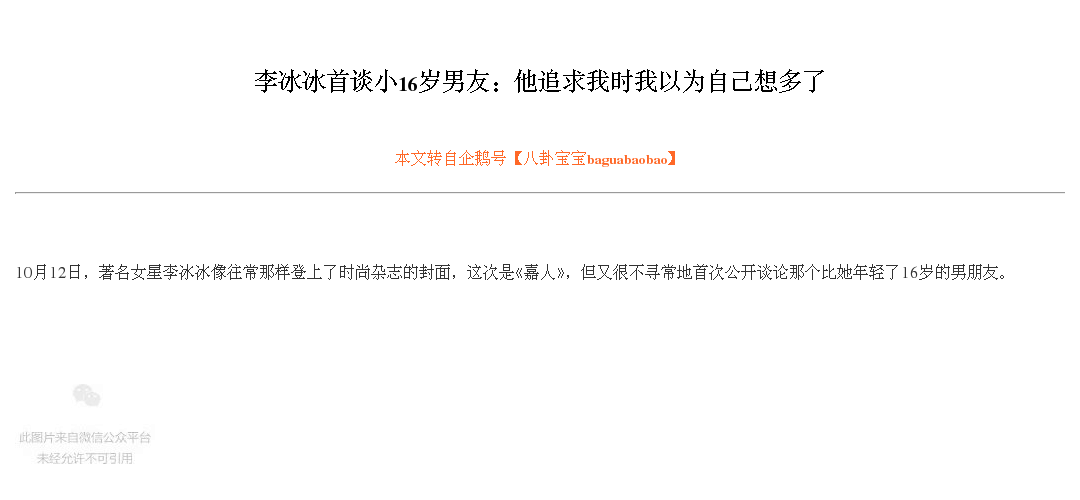 李冰冰首谈小16岁男友：他追求我时我以为自己想多了
本文转自企鹅号【八卦宝宝baguabaobao】
10月12日，著名女星李冰冰像往常那样登上了时尚杂志的封面，这次是《嘉人》，但又很不寻常地首次公开谈论那个比她年轻了16岁的男朋友。
此图片来自微信公众平台
未经允许不可引用